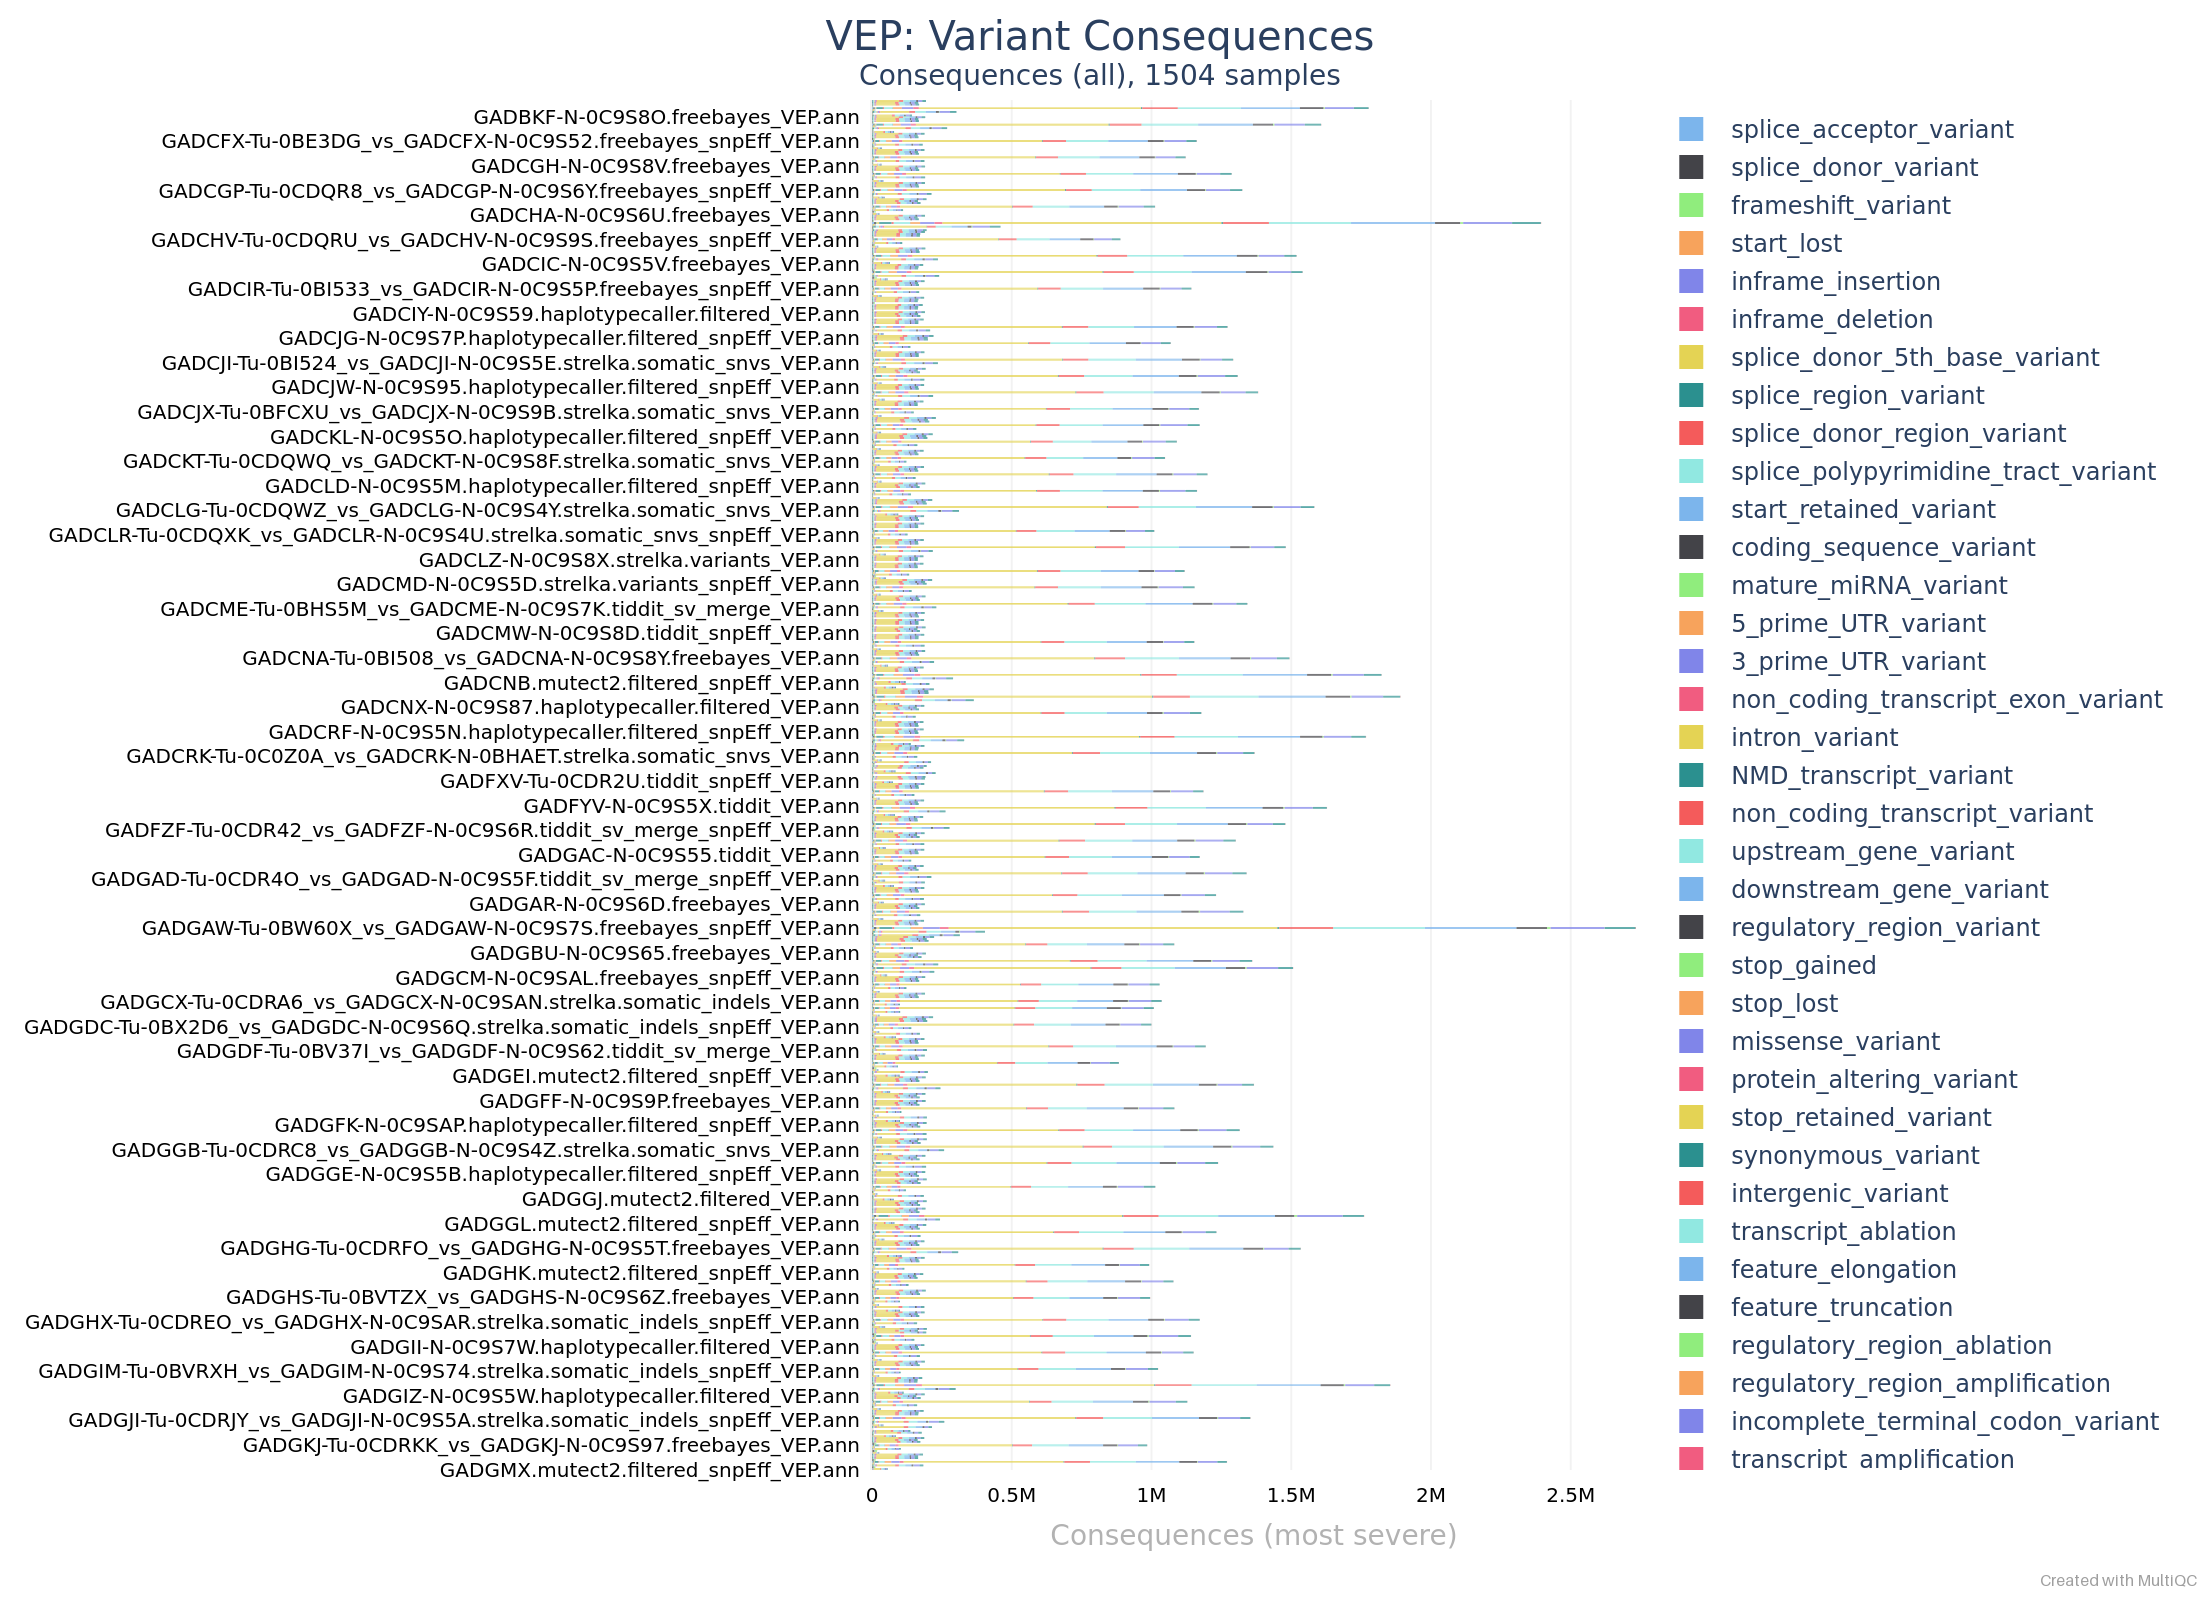 VEP: Variant Consequences
Consequences (all), 1504 samples
GADBKF-N-0C9S8O.freebayes_VEP.ann
GADCFX-Tu-0BE3DG_vs_GADCFX-N-0C9S52.freebayes_snpEff_VEP.ann
GADCGH-N-0C9S8V.freebayes_VEP.ann
GADCGP-Tu-0CDQR8_vs_GADCGP-N-0C9S6Y.freebayes_snpEff_VEP.ann
GADCHA-N-0C9S6U.freebayes_VEP.ann
GADCHV-Tu-0CDQRU_vs_GADCHV-N-0C9S9S.freebayes_snpEff_VEP.ann
GADCIC-N-0C9S5V.freebayes_VEP.ann
GADCIR-Tu-0BI533_vs_GADCIR-N-0C9S5P.freebayes_snpEff_VEP.ann
GADCIY-N-0C9S59.haplotypecaller.filtered_VEP.ann
GADCJG-N-0C9S7P.haplotypecaller.filtered_snpEff_VEP.ann
GADCJI-Tu-0BI524_vs_GADCJI-N-0C9S5E.strelka.somatic_snvs_VEP.ann
GADCJW-N-0C9S95.haplotypecaller.filtered_snpEff_VEP.ann
GADCJX-Tu-0BFCXU_vs_GADCJX-N-0C9S9B.strelka.somatic_snvs_VEP.ann
GADCKL-N-0C9S5O.haplotypecaller.filtered_snpEff_VEP.ann
GADCKT-Tu-0CDQWQ_vs_GADCKT-N-0C9S8F.strelka.somatic_snvs_VEP.ann
GADCLD-N-0C9S5M.haplotypecaller.filtered_snpEff_VEP.ann
GADCLG-Tu-0CDQWZ_vs_GADCLG-N-0C9S4Y.strelka.somatic_snvs_VEP.ann
GADCLR-Tu-0CDQXK_vs_GADCLR-N-0C9S4U.strelka.somatic_snvs_snpEff_VEP.ann
GADCLZ-N-0C9S8X.strelka.variants_VEP.ann
GADCMD-N-0C9S5D.strelka.variants_snpEff_VEP.ann
GADCME-Tu-0BHS5M_vs_GADCME-N-0C9S7K.tiddit_sv_merge_VEP.ann
GADCMW-N-0C9S8D.tiddit_snpEff_VEP.ann
GADCNA-Tu-0BI508_vs_GADCNA-N-0C9S8Y.freebayes_VEP.ann
GADCNB.mutect2.filtered_snpEff_VEP.ann
GADCNX-N-0C9S87.haplotypecaller.filtered_VEP.ann
GADCRF-N-0C9S5N.haplotypecaller.filtered_snpEff_VEP.ann
GADCRK-Tu-0C0Z0A_vs_GADCRK-N-0BHAET.strelka.somatic_snvs_VEP.ann
GADFXV-Tu-0CDR2U.tiddit_snpEff_VEP.ann
GADFYV-N-0C9S5X.tiddit_VEP.ann
GADFZF-Tu-0CDR42_vs_GADFZF-N-0C9S6R.tiddit_sv_merge_snpEff_VEP.ann
GADGAC-N-0C9S55.tiddit_VEP.ann
GADGAD-Tu-0CDR4O_vs_GADGAD-N-0C9S5F.tiddit_sv_merge_snpEff_VEP.ann
GADGAR-N-0C9S6D.freebayes_VEP.ann
GADGAW-Tu-0BW60X_vs_GADGAW-N-0C9S7S.freebayes_snpEff_VEP.ann
GADGBU-N-0C9S65.freebayes_VEP.ann
GADGCM-N-0C9SAL.freebayes_snpEff_VEP.ann
GADGCX-Tu-0CDRA6_vs_GADGCX-N-0C9SAN.strelka.somatic_indels_VEP.ann
GADGDC-Tu-0BX2D6_vs_GADGDC-N-0C9S6Q.strelka.somatic_indels_snpEff_VEP.ann
GADGDF-Tu-0BV37I_vs_GADGDF-N-0C9S62.tiddit_sv_merge_VEP.ann
GADGEI.mutect2.filtered_snpEff_VEP.ann
GADGFF-N-0C9S9P.freebayes_VEP.ann
GADGFK-N-0C9SAP.haplotypecaller.filtered_snpEff_VEP.ann
GADGGB-Tu-0CDRC8_vs_GADGGB-N-0C9S4Z.strelka.somatic_snvs_VEP.ann
GADGGE-N-0C9S5B.haplotypecaller.filtered_snpEff_VEP.ann
GADGGJ.mutect2.filtered_VEP.ann
GADGGL.mutect2.filtered_snpEff_VEP.ann
GADGHG-Tu-0CDRFO_vs_GADGHG-N-0C9S5T.freebayes_VEP.ann
GADGHK.mutect2.filtered_snpEff_VEP.ann
GADGHS-Tu-0BVTZX_vs_GADGHS-N-0C9S6Z.freebayes_VEP.ann
GADGHX-Tu-0CDREO_vs_GADGHX-N-0C9SAR.strelka.somatic_indels_snpEff_VEP.ann
GADGII-N-0C9S7W.haplotypecaller.filtered_VEP.ann
GADGIM-Tu-0BVRXH_vs_GADGIM-N-0C9S74.strelka.somatic_indels_snpEff_VEP.ann
GADGIZ-N-0C9S5W.haplotypecaller.filtered_VEP.ann
GADGJI-Tu-0CDRJY_vs_GADGJI-N-0C9S5A.strelka.somatic_indels_snpEff_VEP.ann
GADGKJ-Tu-0CDRKK_vs_GADGKJ-N-0C9S97.freebayes_VEP.ann
GADGMX.mutect2.filtered_snpEff_VEP.ann
0 0.5M 1M 1.5M 2M 2.5M
Consequences (most severe)
splice_acceptor_variant
splice_donor_variant
frameshift_variant
start_lost
inframe_insertion
inframe_deletion
splice_donor_5th_base_variant
splice_region_variant
splice_donor_region_variant
splice_polypyrimidine_tract_variant
start_retained_variant
coding_sequence_variant
mature_miRNA_variant
5_prime_UTR_variant
3_prime_UTR_variant
non_coding_transcript_exon_variant
intron_variant
NMD_transcript_variant
non_coding_transcript_variant
upstream_gene_variant
downstream_gene_variant
regulatory_region_variant
stop_gained
stop_lost
missense_variant
protein_altering_variant
stop_retained_variant
synonymous_variant
intergenic_variant
transcript_ablation
feature_elongation
feature_truncation
regulatory_region_ablation
regulatory_region_amplification
incomplete_terminal_codon_variant
transcript_amplification
Created with MultiQC